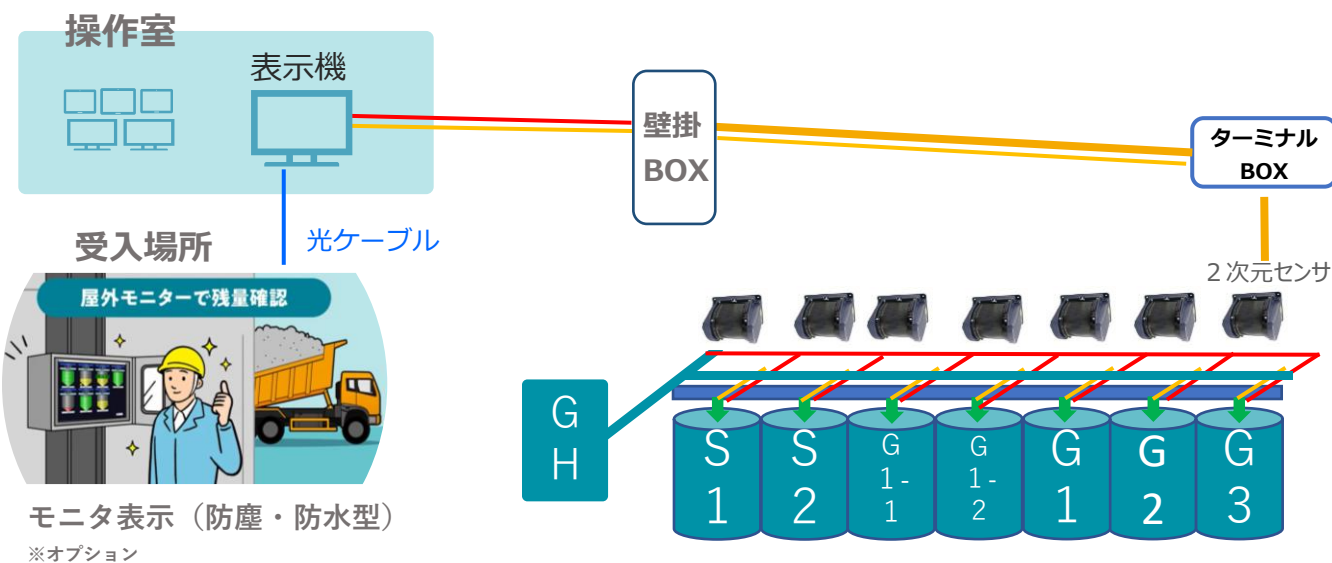 操作室
表示機
壁掛
BOX
ターミナル
BOX
光ケーブル
受入場所
２次元センサ
屋外モニターで残量確認
G
H
S
1
S
2
G
1-
1
G
1-
2
G
1
G
2
G
3
モニタ表示（防塵・防水型）
※オプション